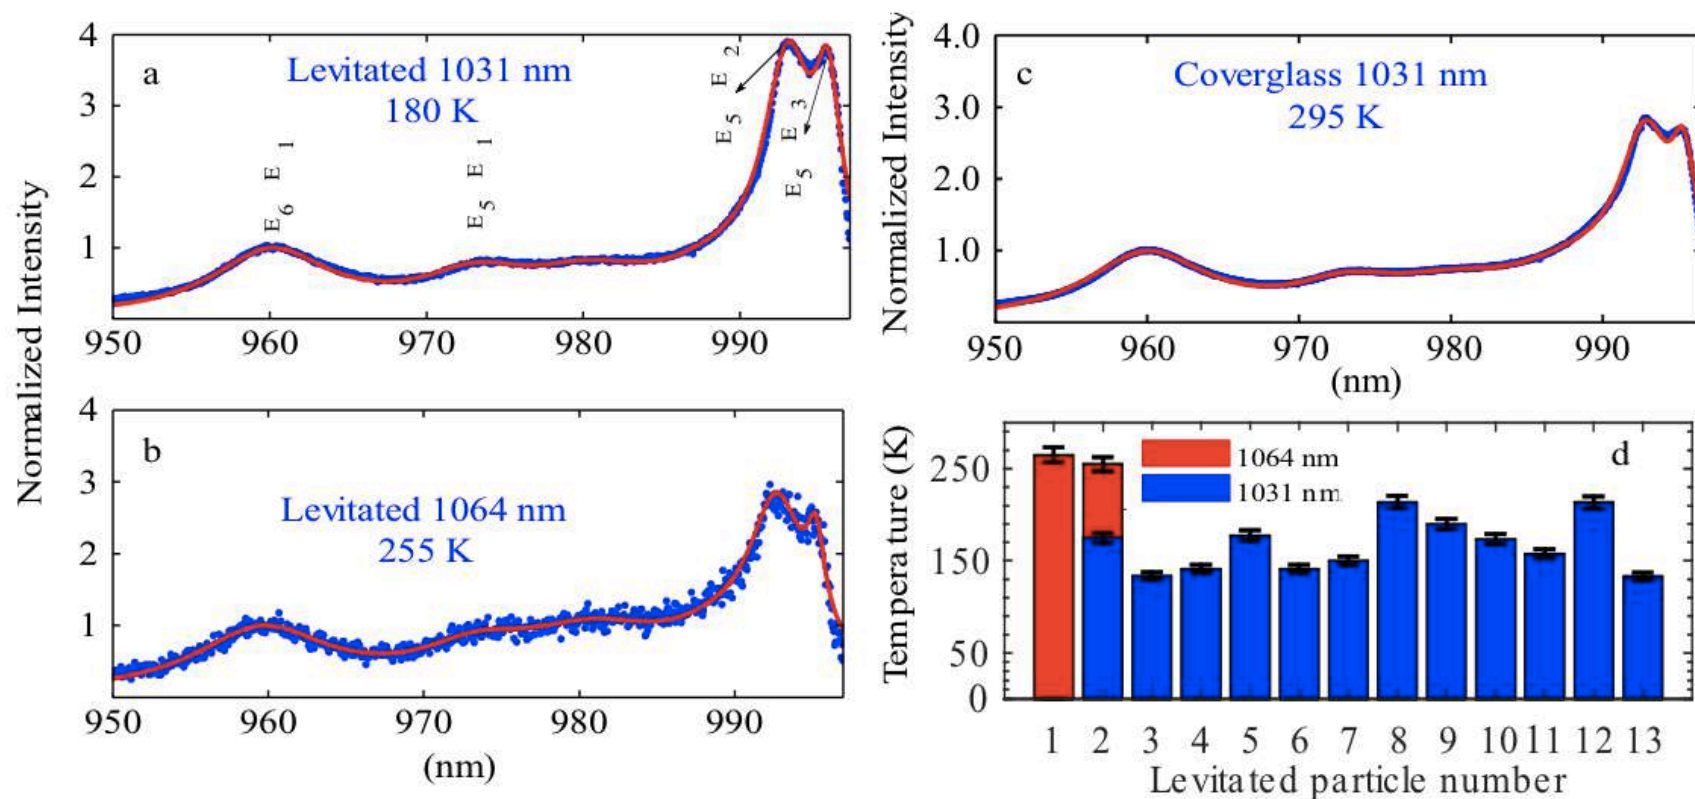 Normalized Intensity
a
Levitated 1031 nm
180 K
E6 E1
E5 E1
E5 E2
E5 E3
4
3
2
1
950 960 970 980 990
b
Levitated 1064 nm
255 K
4
3
2
1
950 960 970 980 990
(nm)
Normalized Intensity
c
Coverglass 1031 nm
295 K
4.0
3.0
2.0
1.0
950 960 970 980 990
(nm)
Temperature (K)
d
1064 nm
1031 nm
250
150
50
0
1 2 3 4 5 6 7 8 9 10 11 12 13
Levitated particle number